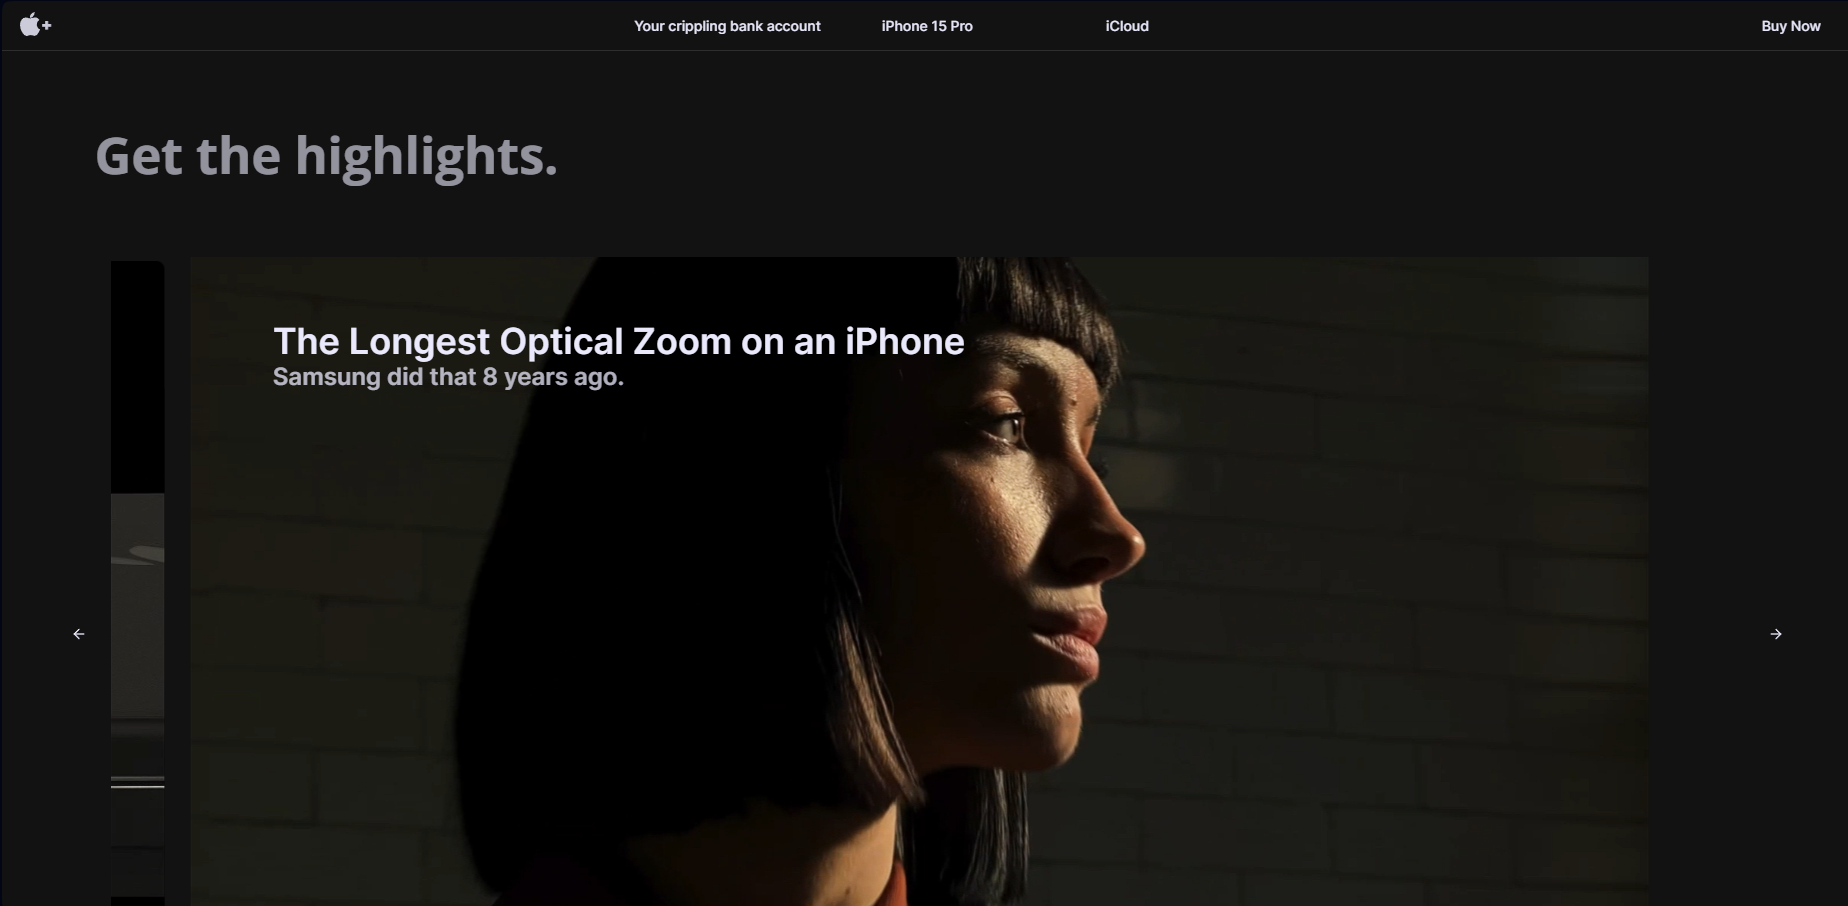 Your crippling bank account
iPhone 15 Pro
iCloud
Buy Now
Get the highlights.
The Longest Optical Zoom on an iPhone
Samsung did that 8 years ago.